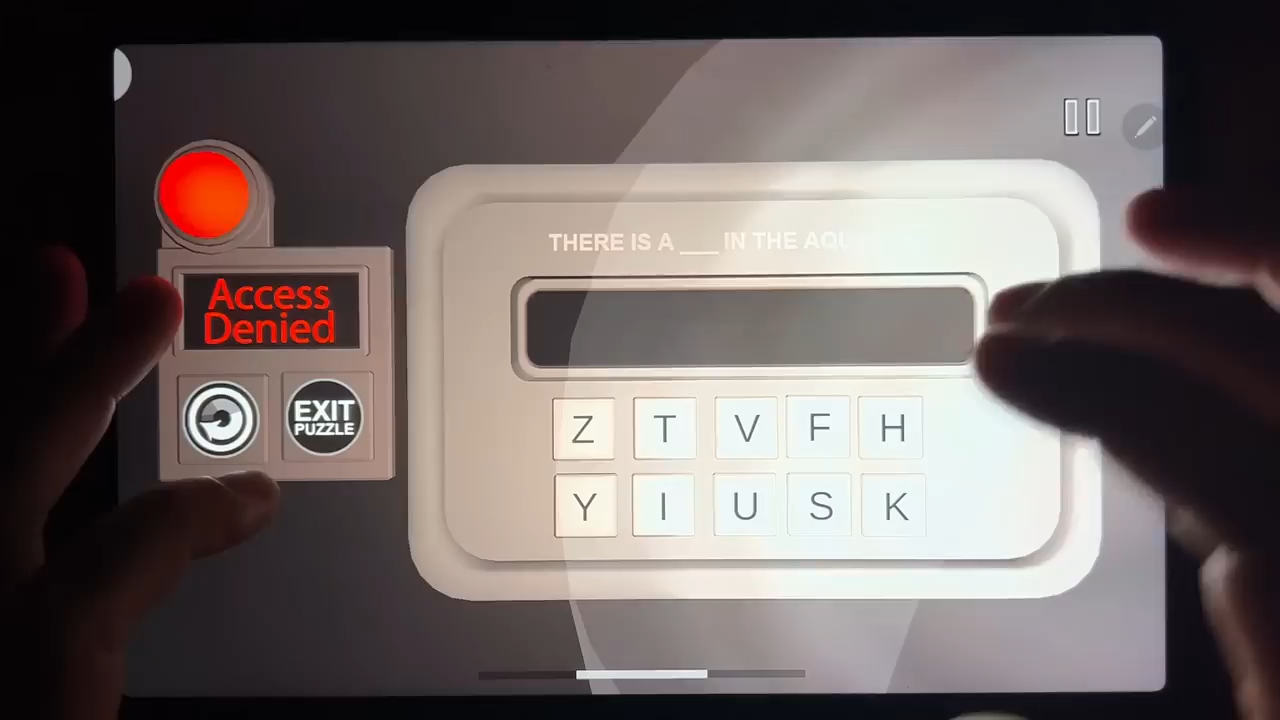 THERE IS A ___ IN THE
Access
Denied
EXIT
PUZZLE
Z T V F H
Y I U S K